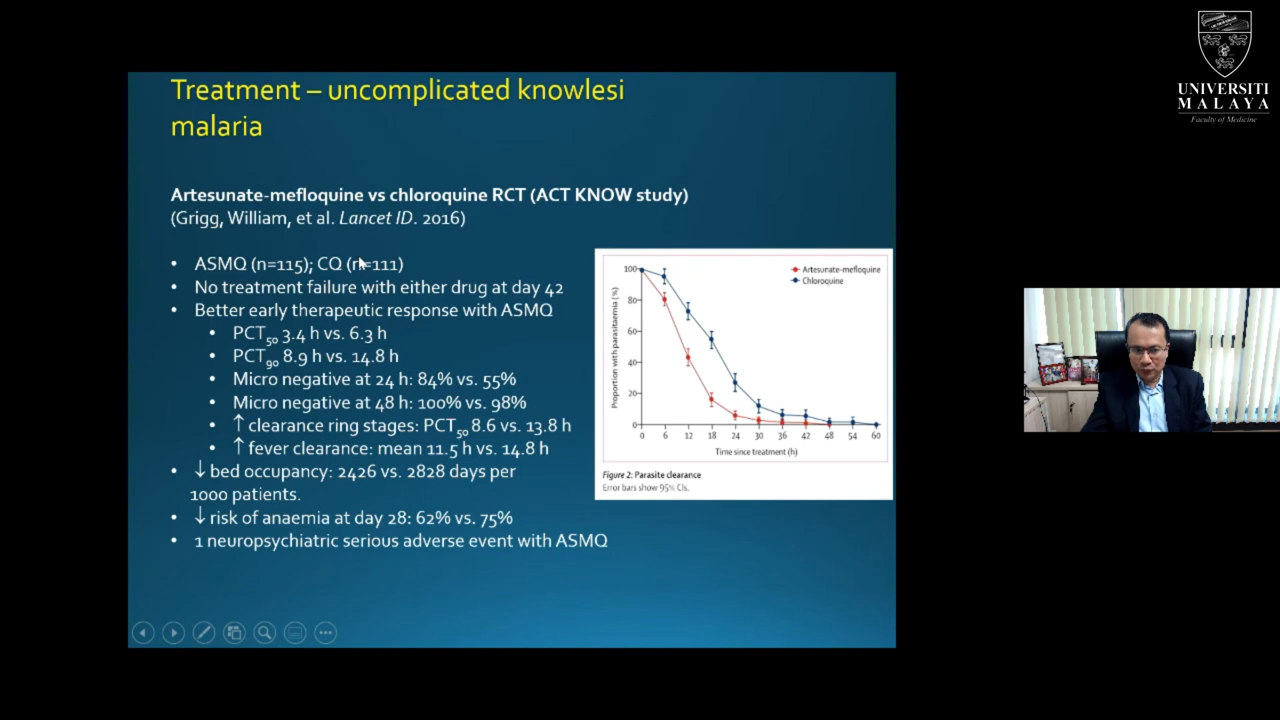 UNIVERSITI
MALAYA
Faculty of Medicine
Treatment – uncomplicated knowlesi
malaria
Artesunate-mefloquine vs chloroquine RCT (ACT KNOW study)
(Grigg, William, et al. Lancet ID. 2016)
• ASMQ (n=115); CQ (n=111)
• No treatment failure with either drug at day 42
• Better early therapeutic response with ASMQ
• PCT50 3.4 h vs. 6.3 h
• PCT90 8.9 h vs. 14.8 h
• Micro negative at 24 h: 84% vs. 55%
• Micro negative at 48 h: 100% vs. 98%
• ↑ clearance ring stages: PCT50 8.6 vs. 13.8 h
• ↑ fever clearance: mean 11.5 h vs. 14.8 h
• ↓ bed occupancy: 2426 vs. 2828 days per
1000 patients.
• ↓ risk of anaemia at day 28: 62% vs. 75%
• 1 neuropsychiatric serious adverse event with ASMQ
Artesunate-mefloquine
Chloroquine
Proportion with parasitaemia (%)
100
80
60
40
20
0
0 6 12 18 24 30 36 42 48 54 60
Time since treatment (h)
Figure 2: Parasite clearance
Error bars show 95% CIs.